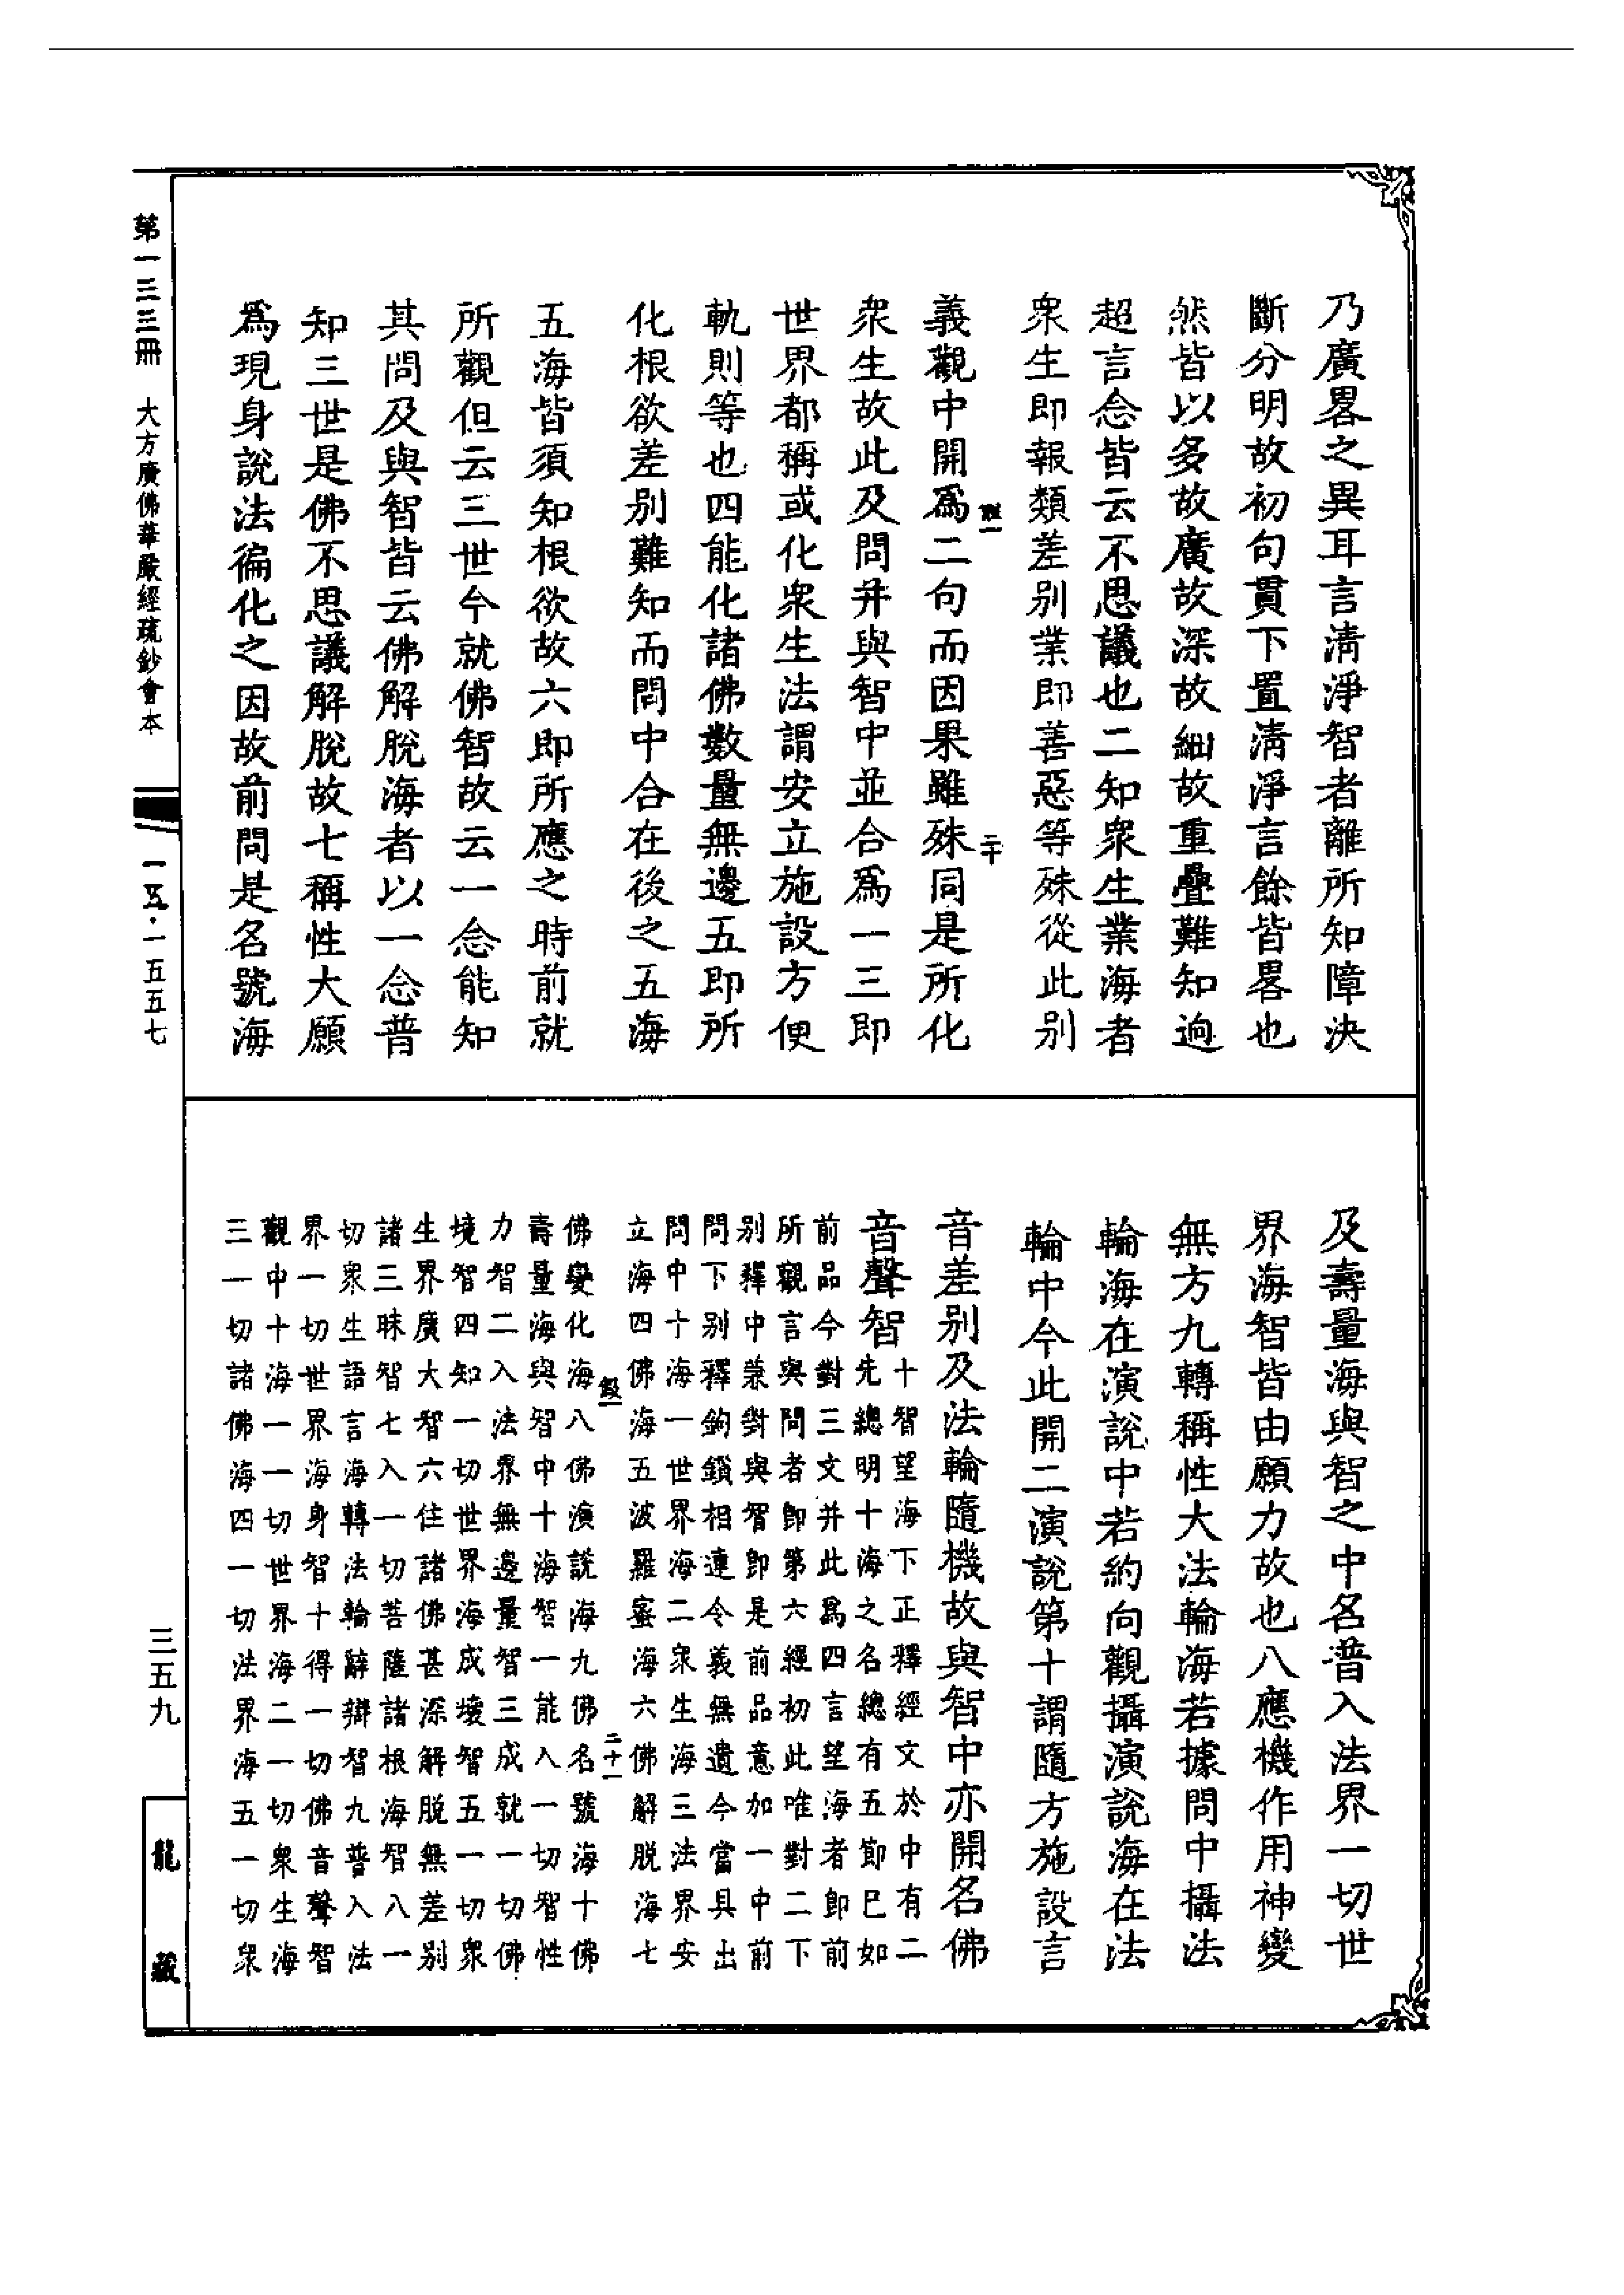 乃廣畧之異耳言清淨智者離所知障決
斷分明故初句貫下置清淨言餘皆畧也
然皆以多故廣故深故細故重疊難知逈
超言念皆云不思議也二知衆生業海者
衆生即報類差別業即善惡等殊從此別
義觀中開爲二句而因果雖殊同是所化
二十
衆生故此及問并與智中並合爲一三即
世界都稱或化衆生法謂安立施設方便
軌則等也四能化諸佛數量無邊五即所
化根欲差別難知而問中合在後之五海
五海皆須知根欲故六即所應之時前就
所觀但云三世今就佛智故云一念能知
其問及與智皆云佛解脫海者以一念普
知三世是佛不思議解脫故七稱性大願
爲現身說法徧化之因故前問是名號海
及壽量海與智之中名普入法界一切世
界海智皆由願力故也八應機作用神變
無方九轉稱性大法輪海若據問中攝法
輪海在演說中若約向觀攝演說海在法
輪中今此開二演說第十謂隨方施設言
音差別及法輪隨機故與智中亦開名佛
音聲智
十智望海下正釋經文於中有二
先總明十海之名總有五節已如
前品今對三文并此爲四言望海者即前
所觀言與問者即第六經初此唯對二下
別釋中兼對與智即是前品意加一中前
問下別釋鉤鎖相連令義無遺今當具出
問中十海一世界海二衆生海三法界安
立海四佛海五波羅蜜海六佛解脫海七
佛變化海八佛演說海九佛名號海十佛
二十一
壽量海與智中十海智一能入一切智性
力智二入法界無邊量智三成就一切佛
境智四知一切世界海成壞智五一切衆
生界廣大智六住諸佛甚深解脫無差別
諸三昧智七入一切菩薩諸根海智八一
切衆生語言海轉法輪辭辯智九普入法
界一切世界海身智十得一切佛音聲智
觀中十海一一切世界海二一切衆生海
三一切諸佛海四一切法界海五一切衆
第一三三冊 大方廣佛華嚴經疏鈔會本
一五·一五五七
三五九
龍藏